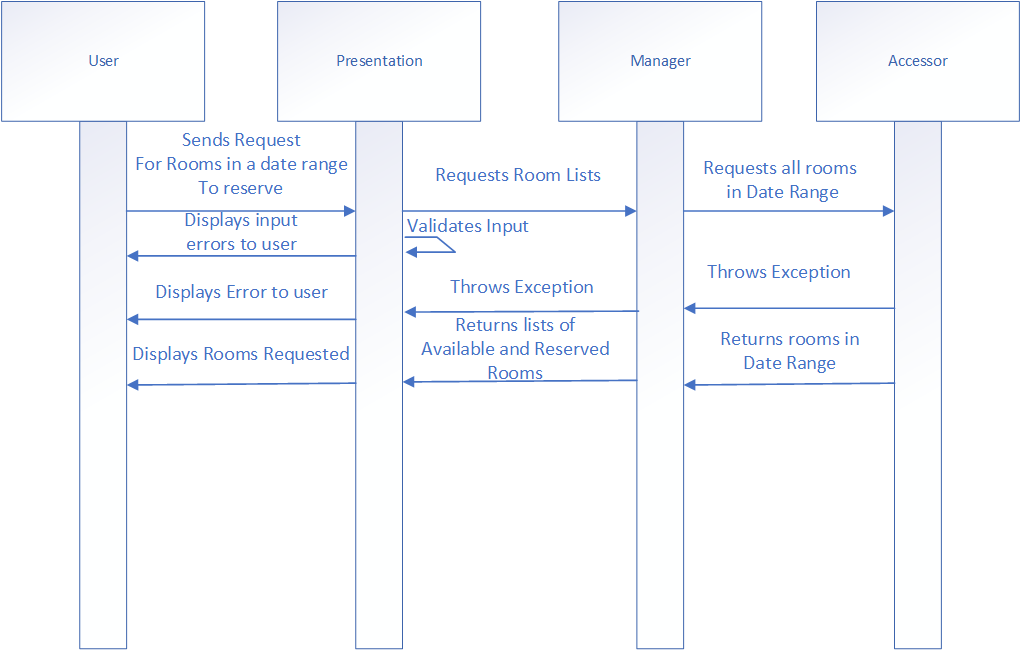 User
Presentation
Manager
Accessor
Sends Request
For Rooms in a date range
To reserve
Requests Room Lists
Requests all rooms
in Date Range
Displays input
errors to user
Validates Input
Throws Exception
Displays Error to user
Throws Exception
Returns lists of
Available and Reserved
Rooms
Returns rooms in
Date Range
Displays Rooms Requested